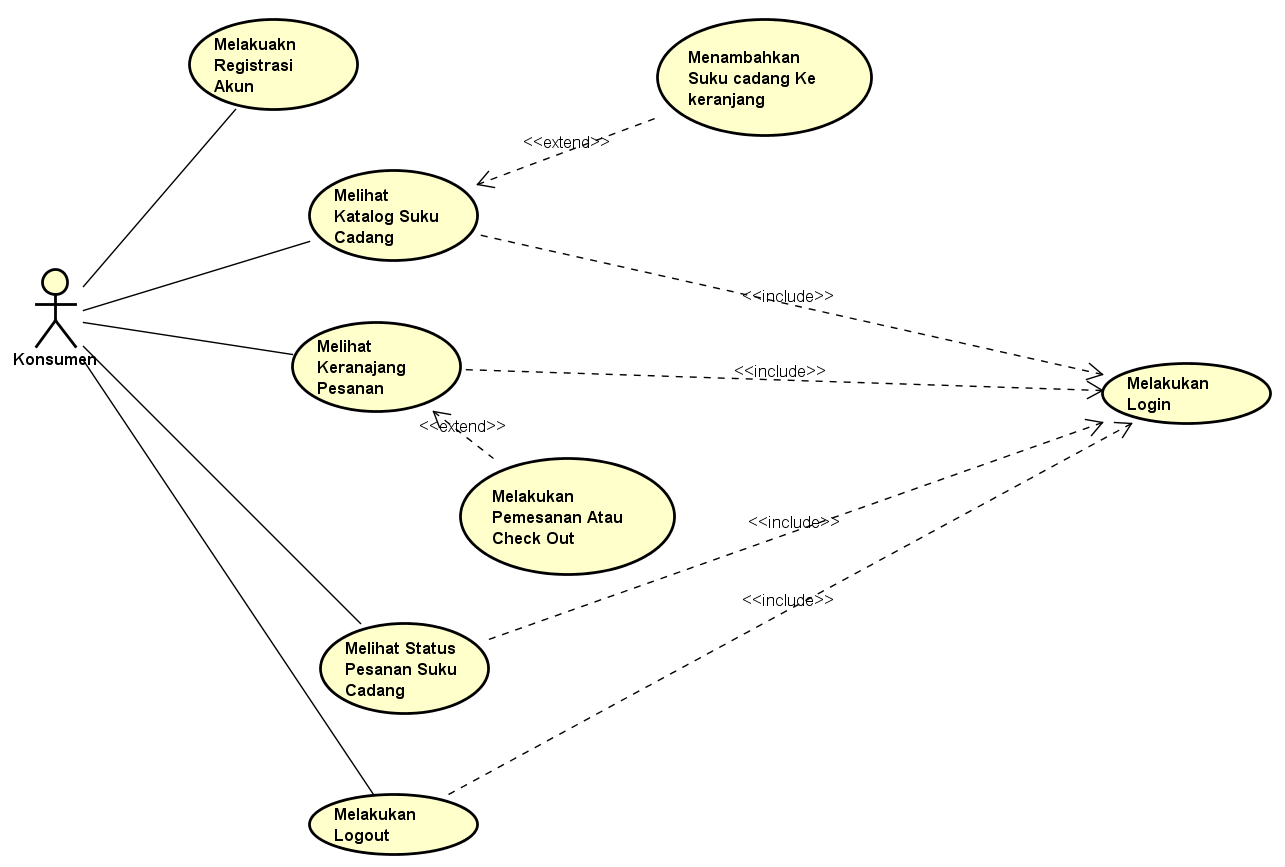 Melakuakn
Registrasi
Akun
Menambahkan
Suku cadang Ke
keranjang
<<extend>>
Melihat
Katalog Suku
Cadang
<<include>>
Konsumen
Melihat
Keranajang
Pesanan
<<include>>
Melakukan
Login
<<extend>>
Melakukan
Pemesanan Atau
Check Out
<<include>>
<<include>>
Melihat Status
Pesanan Suku
Cadang
Melakukan
Logout